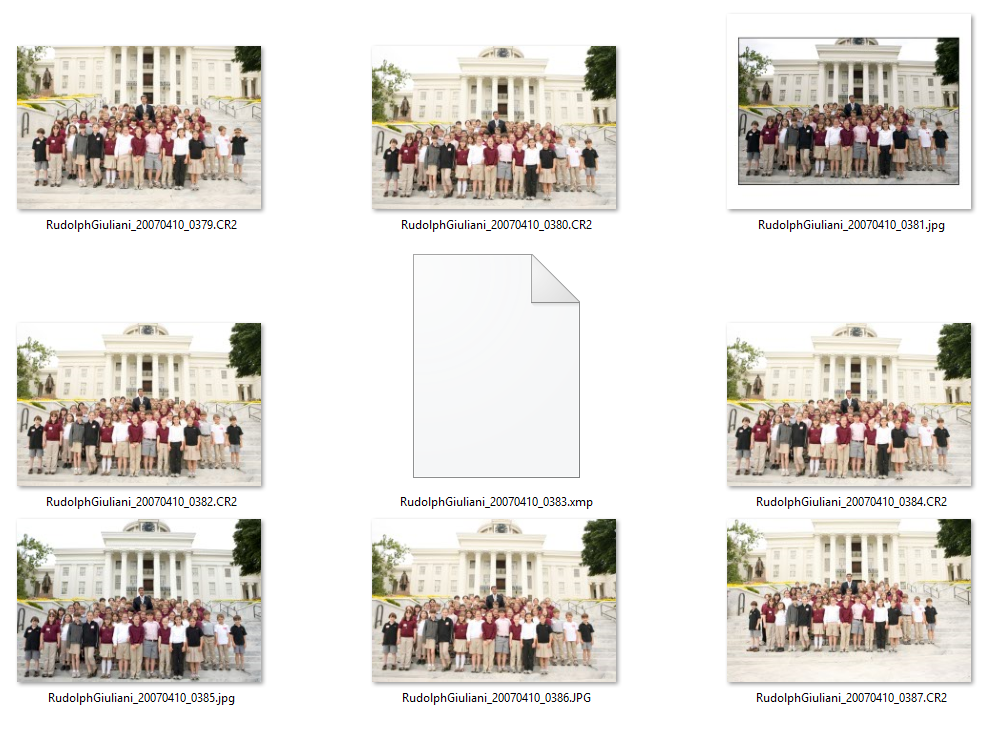 RudolphGiuliani_20070410_0379.CR2
RudolphGiuliani_20070410_0380.CR2
RudolphGiuliani_20070410_0381.jpg
RudolphGiuliani_20070410_0382.CR2
RudolphGiuliani_20070410_0383.xmp
RudolphGiuliani_20070410_0384.CR2
RudolphGiuliani_20070410_0385.jpg
RudolphGiuliani_20070410_0386.JPG
RudolphGiuliani_20070410_0387.CR2